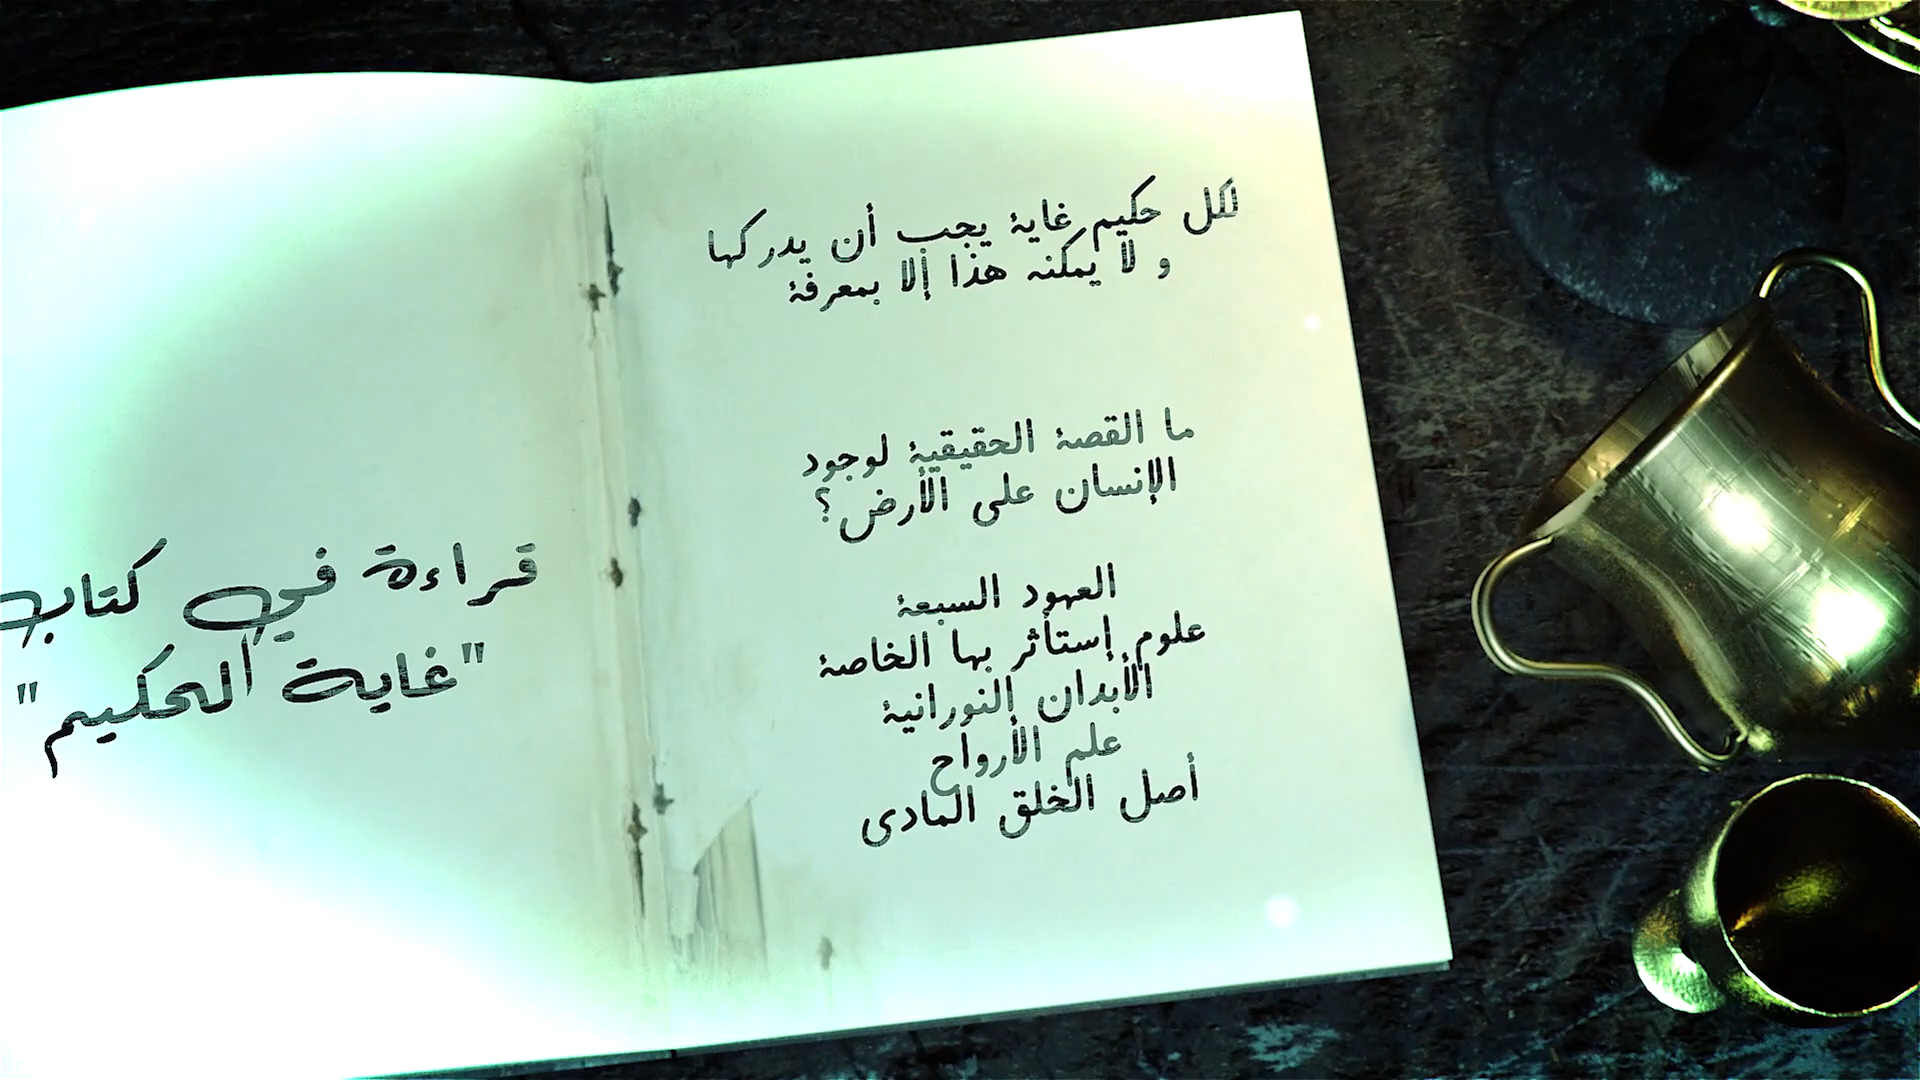 قراءة في كتاب
"غاية الحكيم"
لكل حكيم غاية يجب أن يدركها
و لا يمكنه هذا إلا بمعرفة
ما القصة الحقيقية لوجود
الإنسان على الأرض؟
العهود السبعة
علوم إستأثر بها الخاصة
الأبدان النورانية
علم الأرواح
أصل الخلق المادى